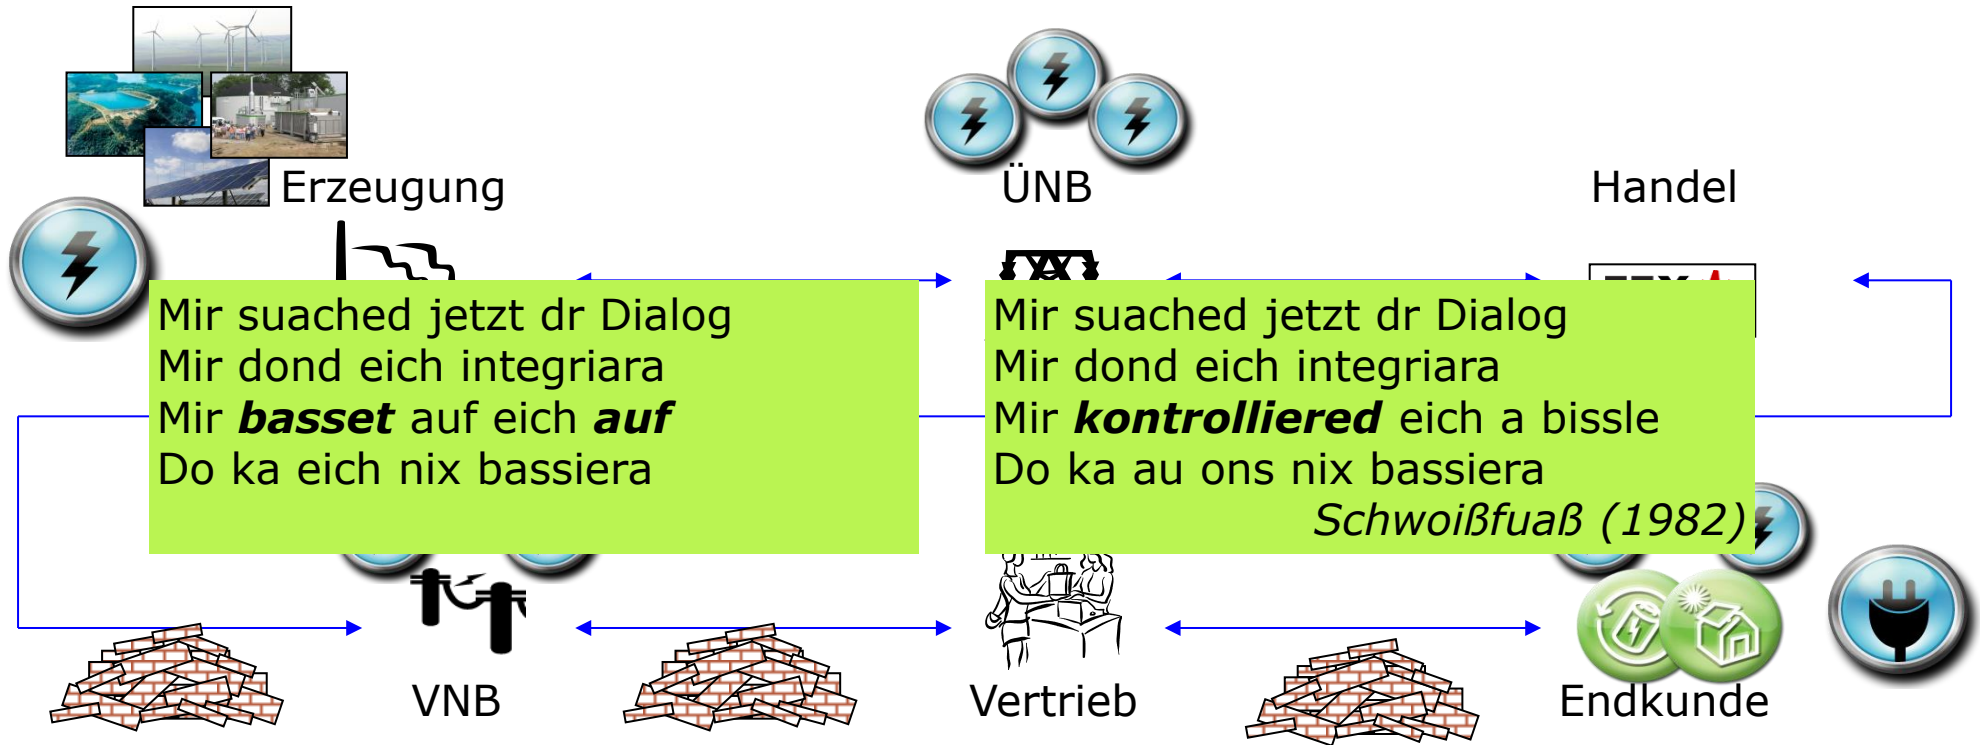 Erzeugung
ÜNB
Handel
Mir suached jetzt dr Dialog
Mir dond eich integriara
Mir basset auf eich auf
Do ka eich nix bassiera
Mir suached jetzt dr Dialog
Mir dond eich integriara
Mir kontrolliered eich a bissle
Do ka au ons nix bassiera
Schwoißfuaß (1982)
VNB
Vertrieb
Endkunde